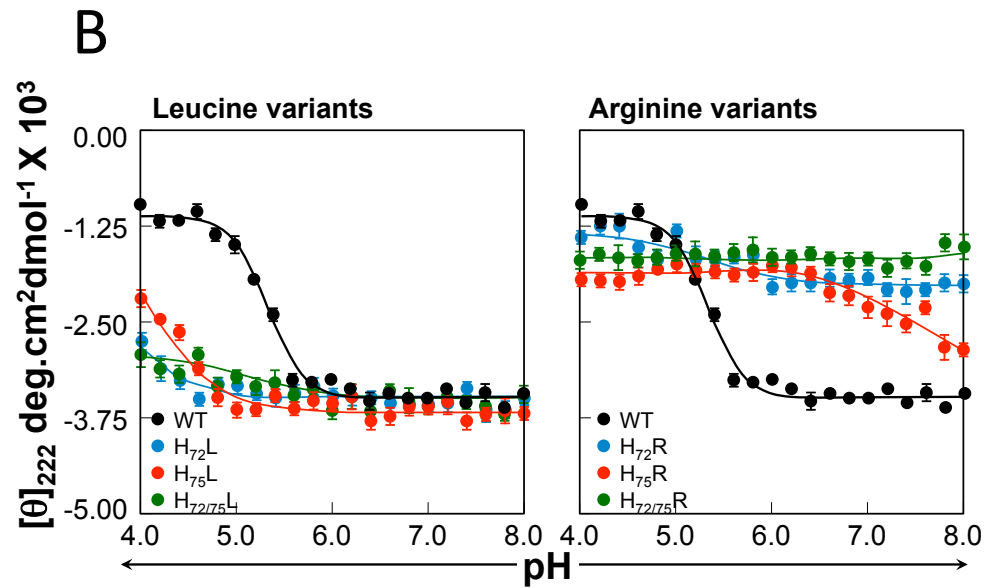 B
[θ]₂₂₂ deg.cm²dmol⁻¹ X 10³
Leucine variants
0.00
-1.25
-2.50
-3.75
-5.00
WT
H₇₂L
H₇₅L
H₇₂/₇₅L
4.0 5.0 6.0 7.0 8.0
Arginine variants
WT
H₇₂R
H₇₅R
H₇₂/₇₅R
4.0 5.0 6.0 7.0 8.0
pH